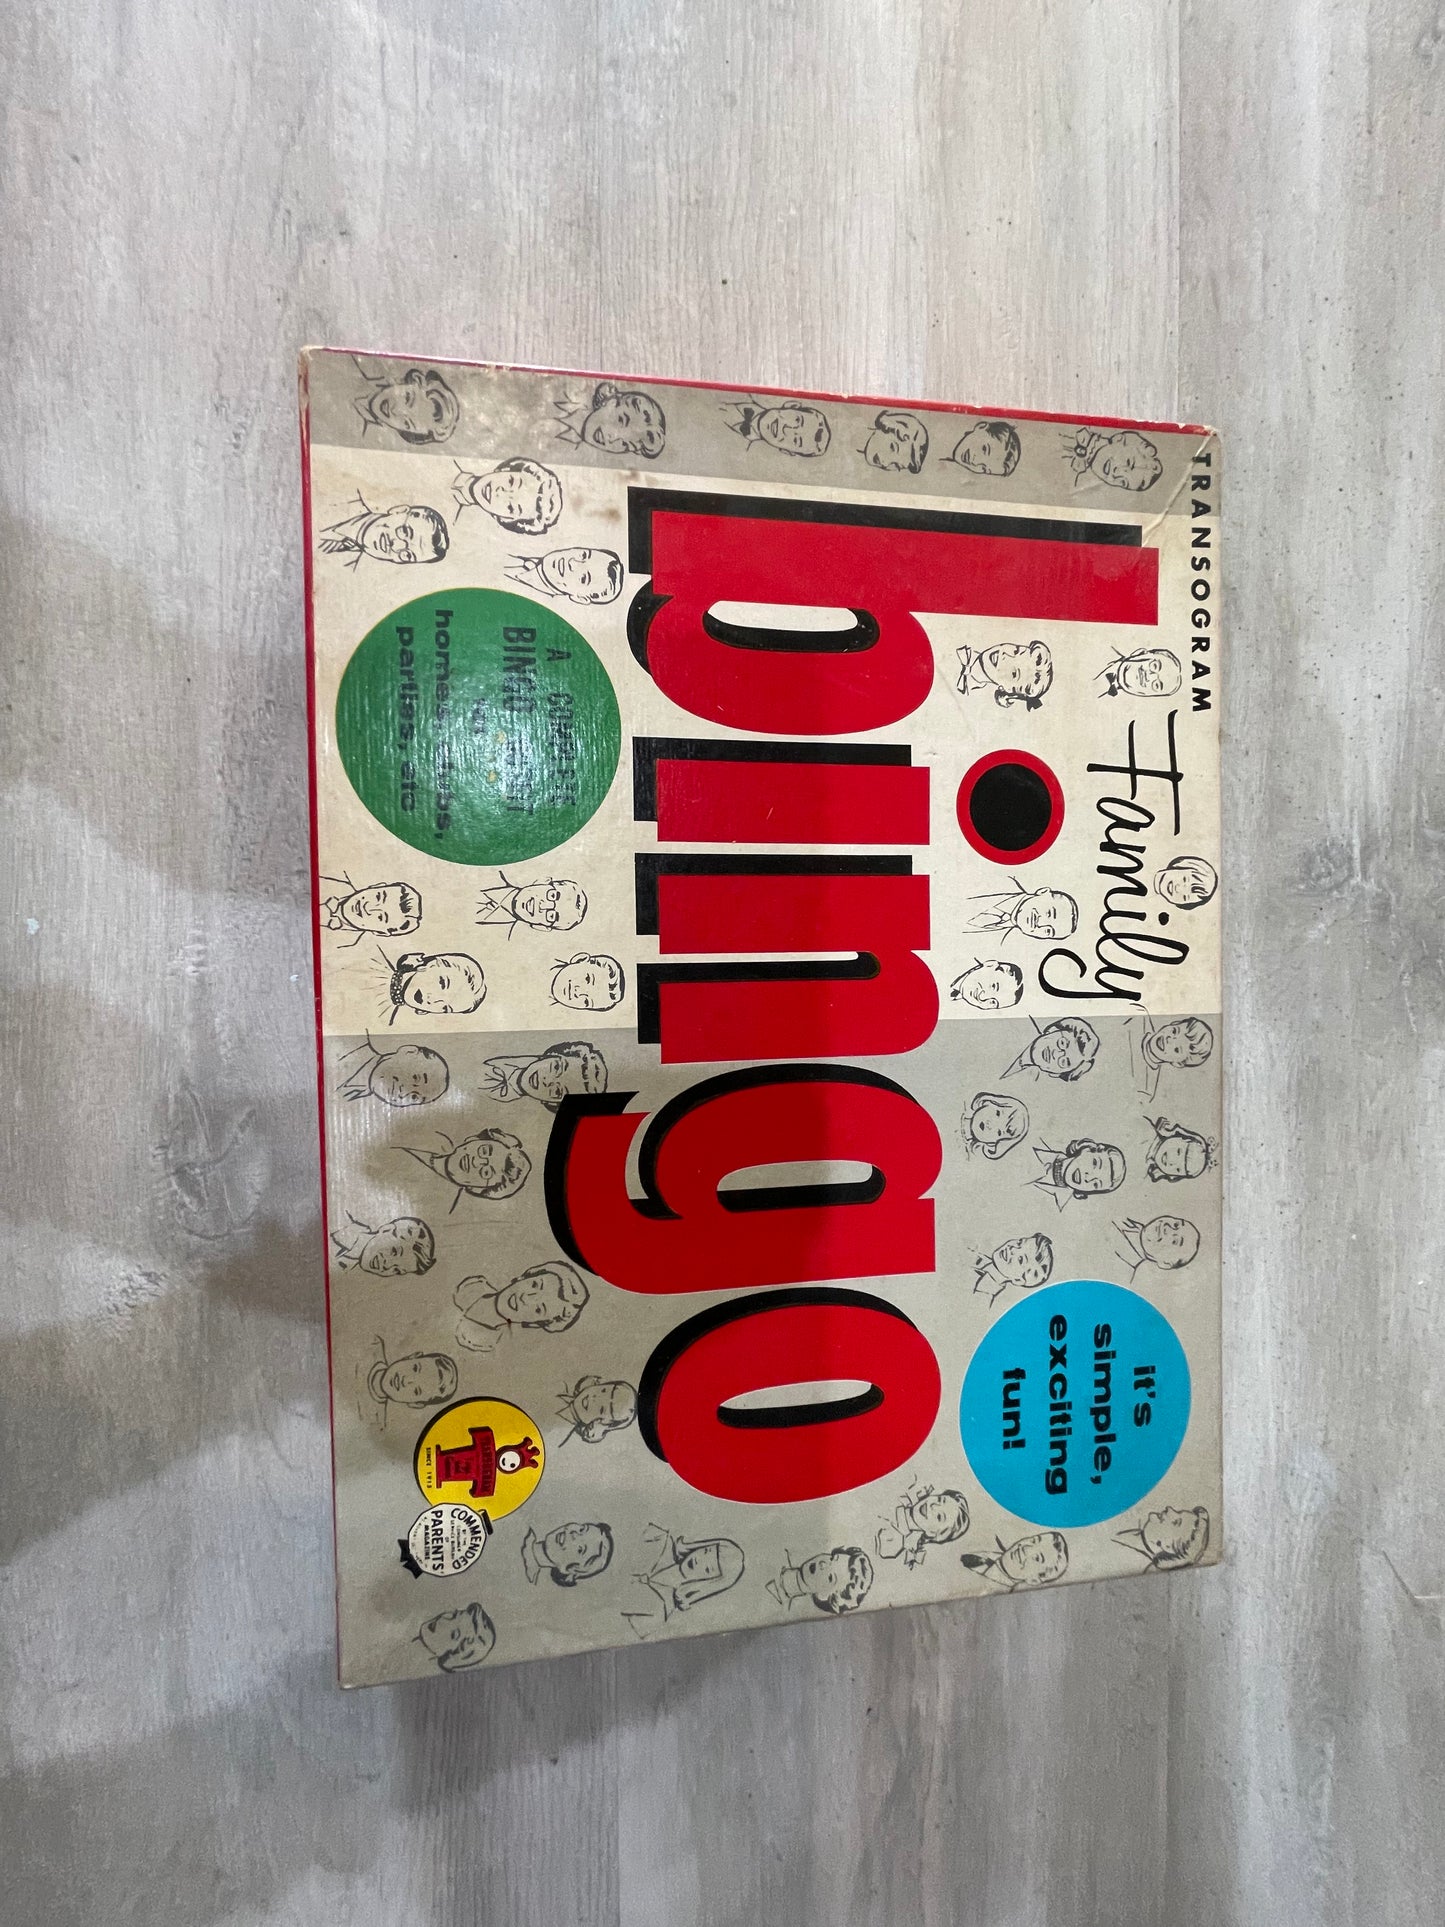 TRANSOGRAM
Family
bingo
it's
simple,
exciting
fun!
A COMPLETE
BINGO
for
homes, clubs,
parties, etc
TRANSOGRAM
SINCE 1915
COMMENDED
PARENTS'
MAGAZINE